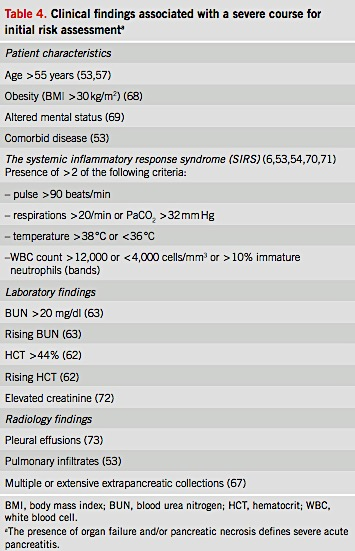 Table 4. Clinical findings associated with a severe course for
initial risk assessmentᵃ
Patient characteristics
Age >55 years (53,57)
Obesity (BMI >30 kg/m²) (68)
Altered mental status (69)
Comorbid disease (53)
The systemic inflammatory response syndrome (SIRS) (6,53,54,70,71)
Presence of >2 of the following criteria:
– pulse >90 beats/min
– respirations >20/min or PaCO₂ >32 mm Hg
– temperature >38 °C or <36 °C
–WBC count >12,000 or <4,000 cells/mm³ or >10% immature
neutrophils (bands)
Laboratory findings
BUN >20 mg/dl (63)
Rising BUN (63)
HCT >44% (62)
Rising HCT (62)
Elevated creatinine (72)
Radiology findings
Pleural effusions (73)
Pulmonary infiltrates (53)
Multiple or extensive extrapancreatic collections (67)
BMI, body mass index; BUN, blood urea nitrogen; HCT, hematocrit; WBC,
white blood cell.
ᵃThe presence of organ failure and/or pancreatic necrosis defines severe acute
pancreatitis.